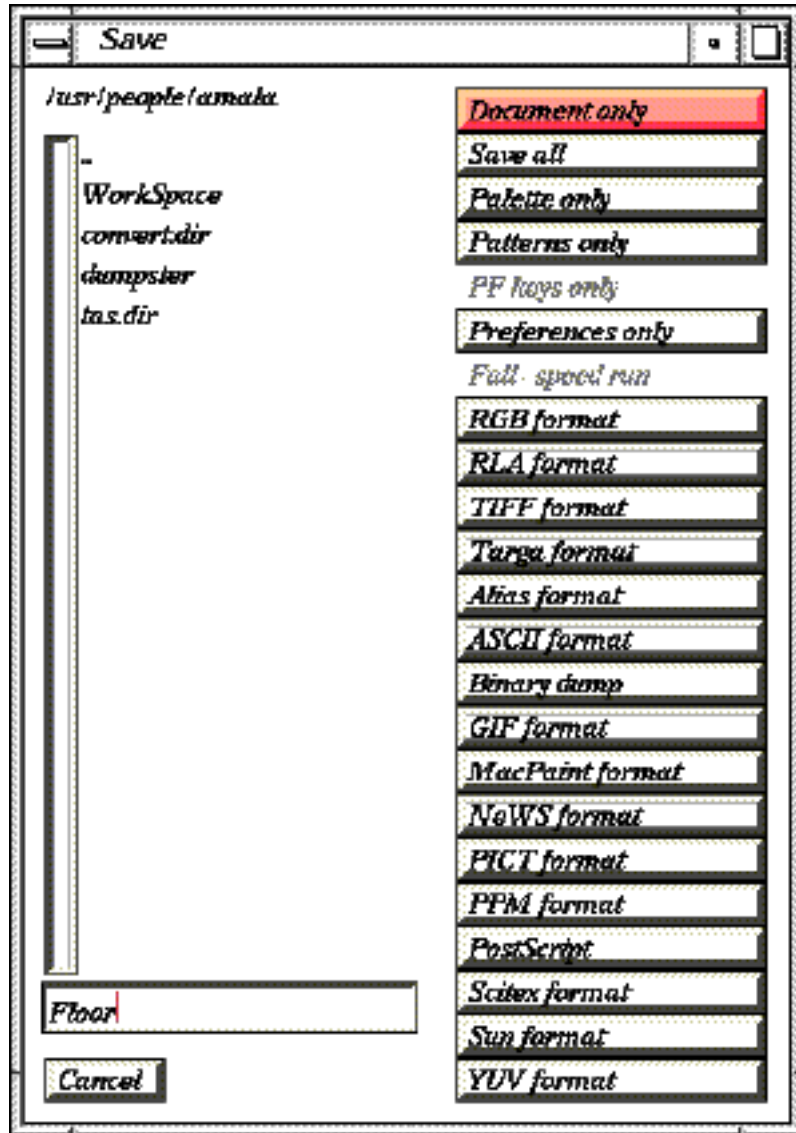 Save
/usr/people/amala
..
WorkSpace
convert.dir
dumpster
tns.dir
Floor
Cancel
Document only
Save all
Palette only
Patterns only
PF keys only
Preferences only
Full-speed run
RGB format
RLA format
TIFF format
Targa format
Alias format
ASCII format
Binary dump
GIF format
MacPaint format
NeWS format
PICT format
PPM format
PostScript
Scitex format
Sun format
YUV format